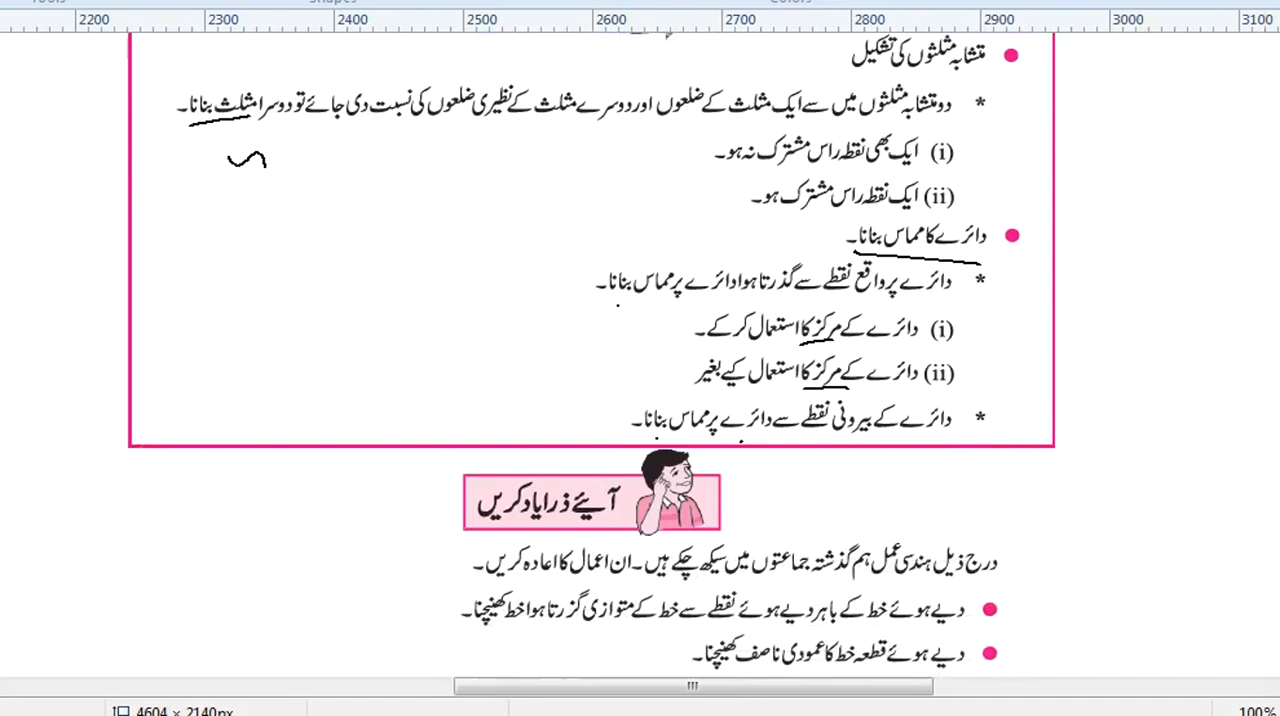 2200 2300 2400 2500 2600 2700 2800 2900 3000 3100
● متشابہ مثلثوں کی تشکیل
* دو متشابہ مثلثوں میں سے ایک مثلث کے ضلعوں اور دوسرے مثلث کے نظیری ضلعوں کی نسبت دی جائے تو دوسرا مثلث بنانا۔
(i) ایک بھی نقطہ راس مشترک نہ ہو۔
(ii) ایک نقطہ راس مشترک ہو۔
● دائرے کا مماس بنانا۔
* دائرے پر واقع نقطے سے گذرتا ہوا دائرے پر مماس بنانا۔
(i) دائرے کے مرکز کا استعمال کر کے۔
(ii) دائرے کے مرکز کا استعمال کیے بغیر
* دائرے کے بیرونی نقطے سے دائرے پر مماس بنانا۔
آئیے ذرا یاد کریں
درج ذیل ہندسی عمل ہم گذشتہ جماعتوں میں سیکھ چکے ہیں۔ ان اعمال کا اعادہ کریں۔
● دیے ہوئے خط کے باہر دیے ہوئے نقطے سے خط کے متوازی گزرتا ہوا خط کھینچنا۔
● دیے ہوئے قطعہ خط کا عمودی ناصف کھینچنا۔
4604 × 2140px 100%